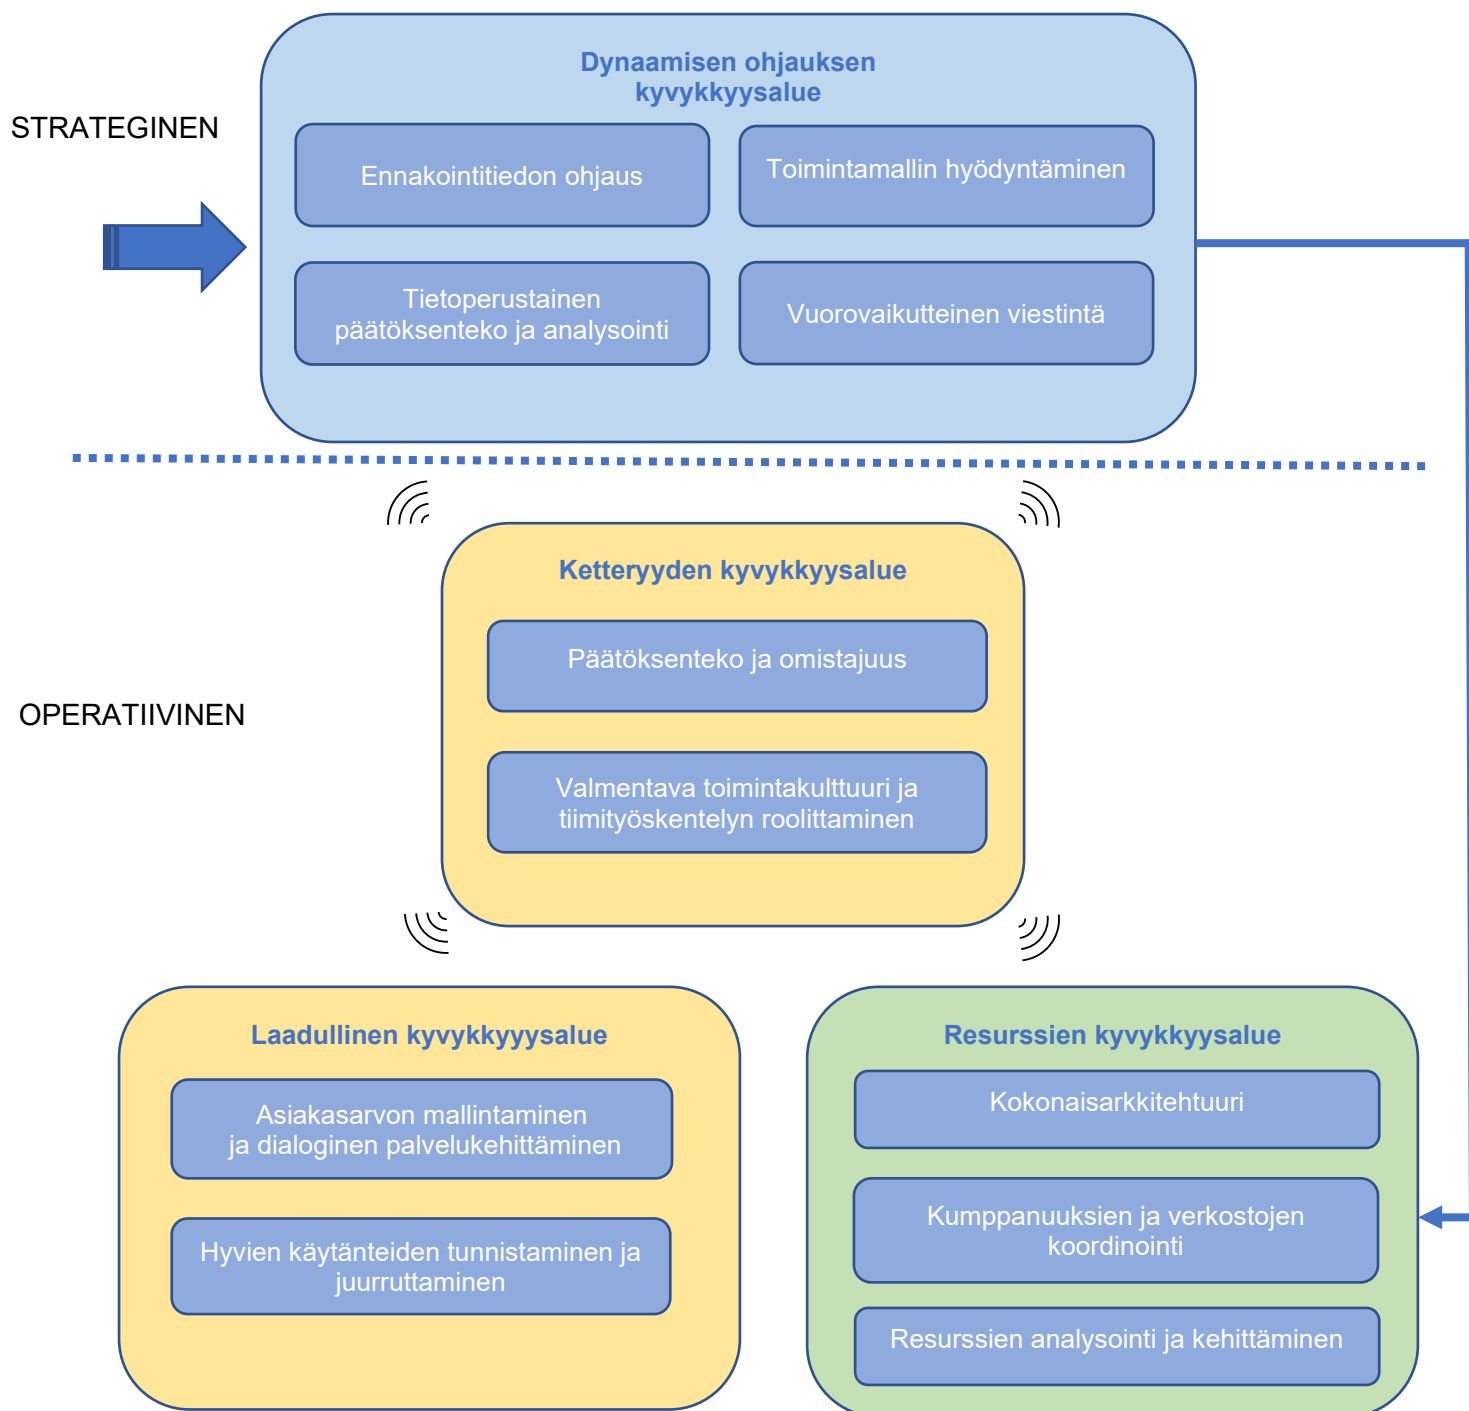 Dynaamisen ohjauksen
kyvykkyysalue
STRATEGINEN
Ennakointitiedon ohjaus
Toimintamallin hyödyntäminen
Tietoperustainen
päätöksenteko ja analysointi
Vuorovaikutteinen viestintä
Ketteryyden kyvykkyysalue
Päätöksenteko ja omistajuus
OPERATIIVINEN
Valmentava toimintakulttuuri ja
tiimityöskentelyn roolittaminen
Laadullinen kyvykkyyysalue
Asiakasarvon mallintaminen
ja dialoginen palvelukehittäminen
Hyvien käytänteiden tunnistaminen ja
juurruttaminen
Resurssien kyvykkyysalue
Kokonaisarkkitehtuuri
Kumppanuuksien ja verkostojen
koordinointi
Resurssien analysointi ja kehittäminen